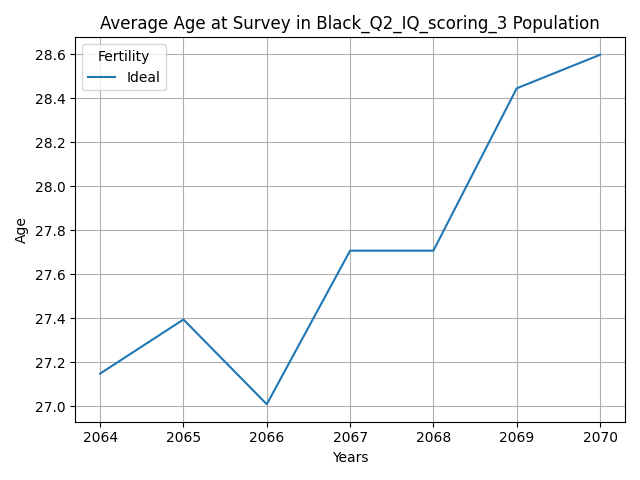 Average Age at Survey in Black_Q2_IQ_scoring_3 Population
Fertility
Ideal
28.6
28.4
28.2
28.0
27.8
27.6
27.4
27.2
27.0
Age
2064 2065 2066 2067 2068 2069 2070
Years